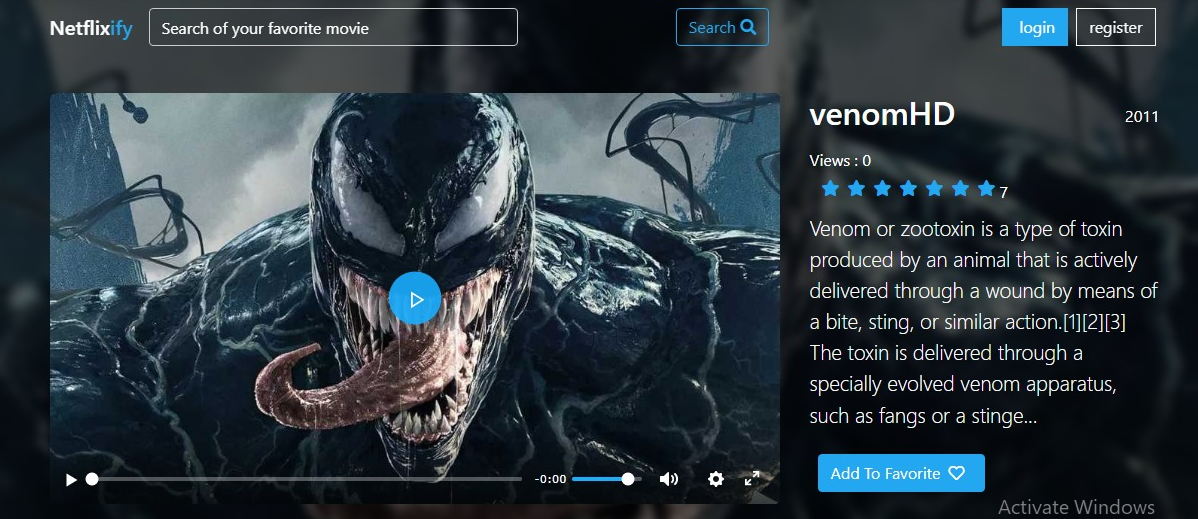 Netflixify
Search of your favorite movie
Search
login
register
venomHD
2011
Views : 0
7
Venom or zootoxin is a type of toxin
produced by an animal that is actively
delivered through a wound by means of
a bite, sting, or similar action.[1][2][3]
The toxin is delivered through a
specially evolved venom apparatus,
such as fangs or a stinge...
-0:00
Add To Favorite
Activate Windows